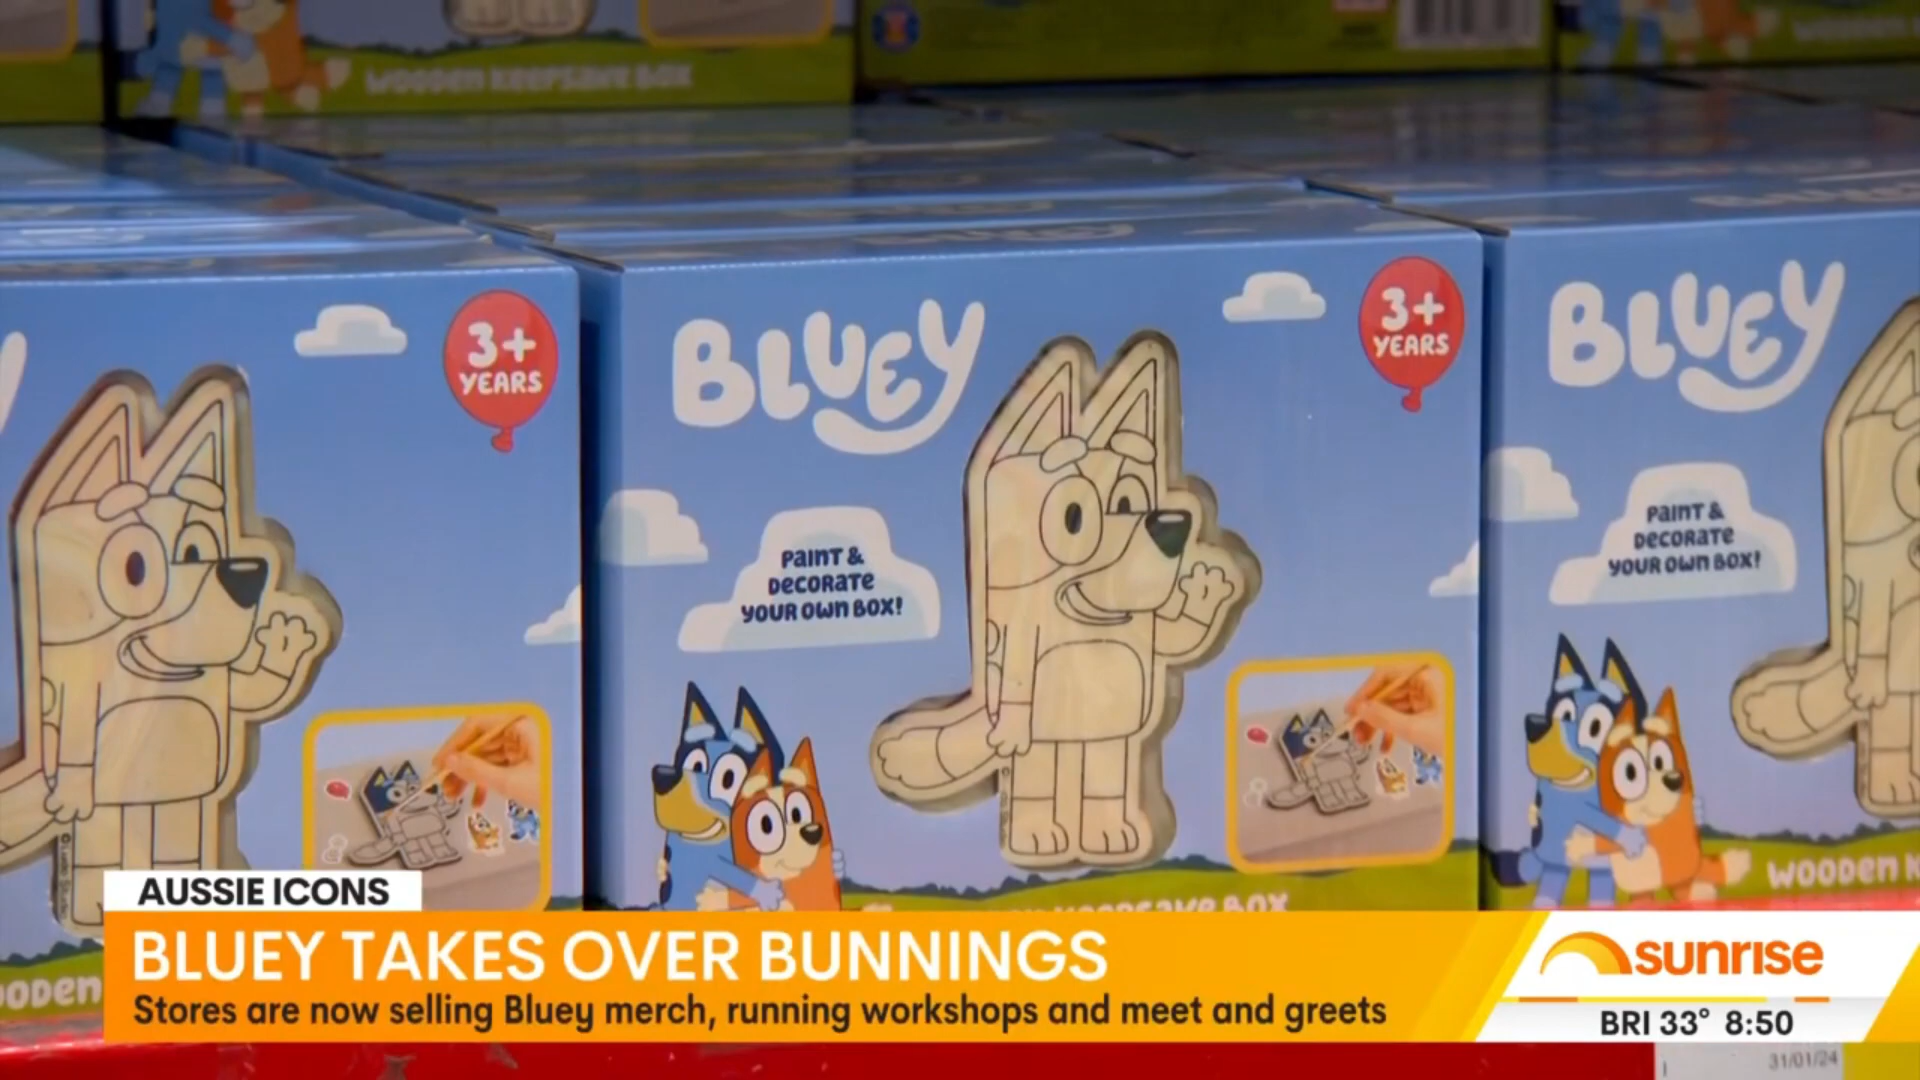 WOODEN KEEPSAKE BOX
3+
YEARS
BLUEY
3+
YEARS
BLUEY
PAINT &
DECORATE
YOUR OWN BOX!
PAINT &
DECORATE
YOUR OWN BOX!
KEEPSAKE BOX
WOODEN
AUSSIE ICONS
BLUEY TAKES OVER BUNNINGS
Stores are now selling Bluey merch, running workshops and meet and greets
sunrise
BRI 33° 8:50
31/01/24